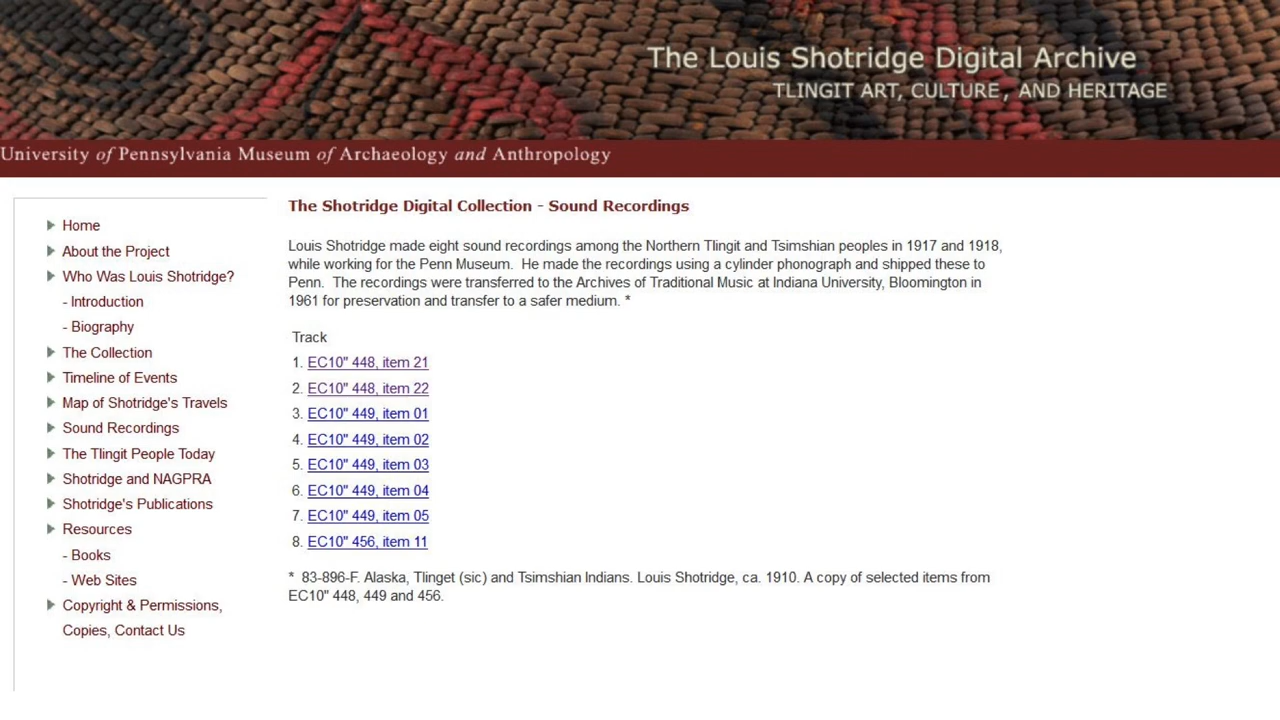 The Louis Shotridge Digital Archive
TLINGIT ART, CULTURE, AND HERITAGE
University of Pennsylvania Museum of Archaeology and Anthropology
Home
About the Project
Who Was Louis Shotridge?
- Introduction
- Biography
The Collection
Timeline of Events
Map of Shotridge's Travels
Sound Recordings
The Tlingit People Today
Shotridge and NAGPRA
Shotridge's Publications
Resources
- Books
- Web Sites
Copyright & Permissions,
Copies, Contact Us
The Shotridge Digital Collection - Sound Recordings
Louis Shotridge made eight sound recordings among the Northern Tlingit and Tsimshian peoples in 1917 and 1918,
while working for the Penn Museum.  He made the recordings using a cylinder phonograph and shipped these to
Penn.  The recordings were transferred to the Archives of Traditional Music at Indiana University, Bloomington in
1961 for preservation and transfer to a safer medium. *
Track
1. EC10" 448, item 21
2. EC10" 448, item 22
3. EC10" 449, item 01
4. EC10" 449, item 02
5. EC10" 449, item 03
6. EC10" 449, item 04
7. EC10" 449, item 05
8. EC10" 456, item 11
*  83-896-F. Alaska, Tlinget (sic) and Tsimshian Indians. Louis Shotridge, ca. 1910. A copy of selected items from
EC10" 448, 449 and 456.